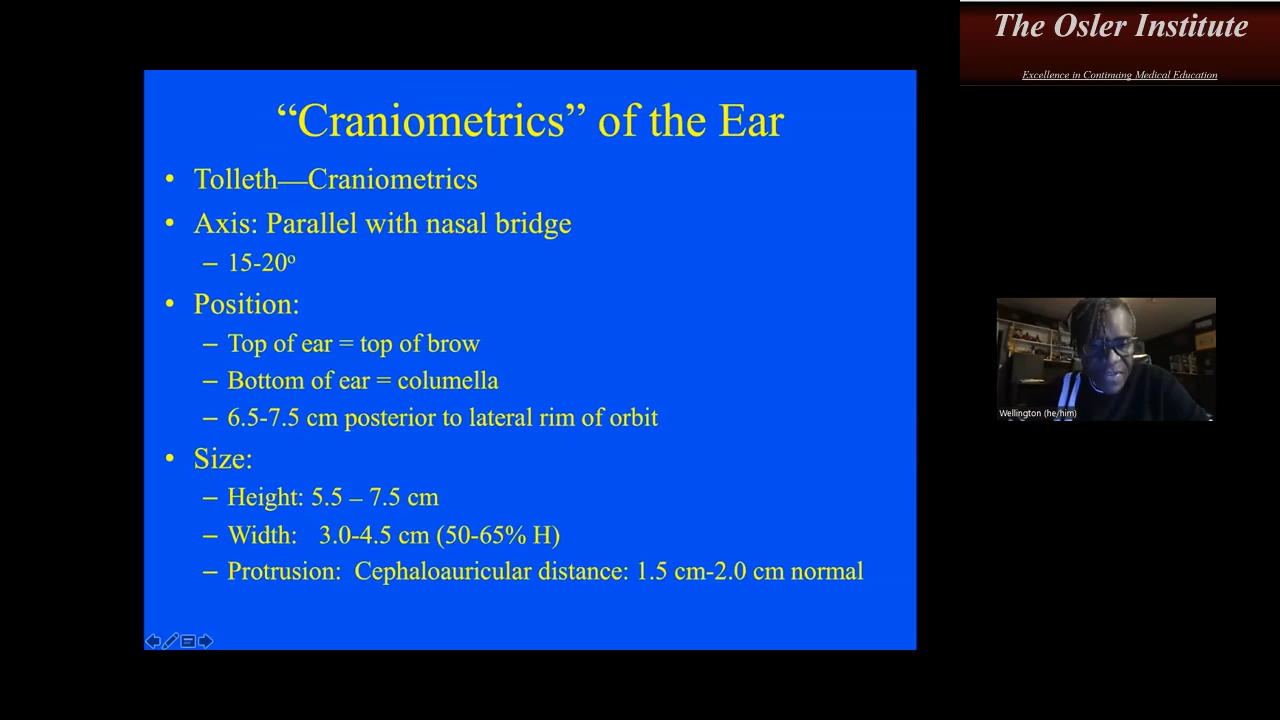 The Osler Institute
Excellence in Continuing Medical Education
“Craniometrics” of the Ear
• Tolleth—Craniometrics
• Axis: Parallel with nasal bridge
– 15-20º
• Position:
– Top of ear = top of brow
– Bottom of ear = columella
– 6.5-7.5 cm posterior to lateral rim of orbit
• Size:
– Height: 5.5 – 7.5 cm
– Width: 3.0-4.5 cm (50-65% H)
– Protrusion: Cephaloauricular distance: 1.5 cm-2.0 cm normal
Wellington (he/him)